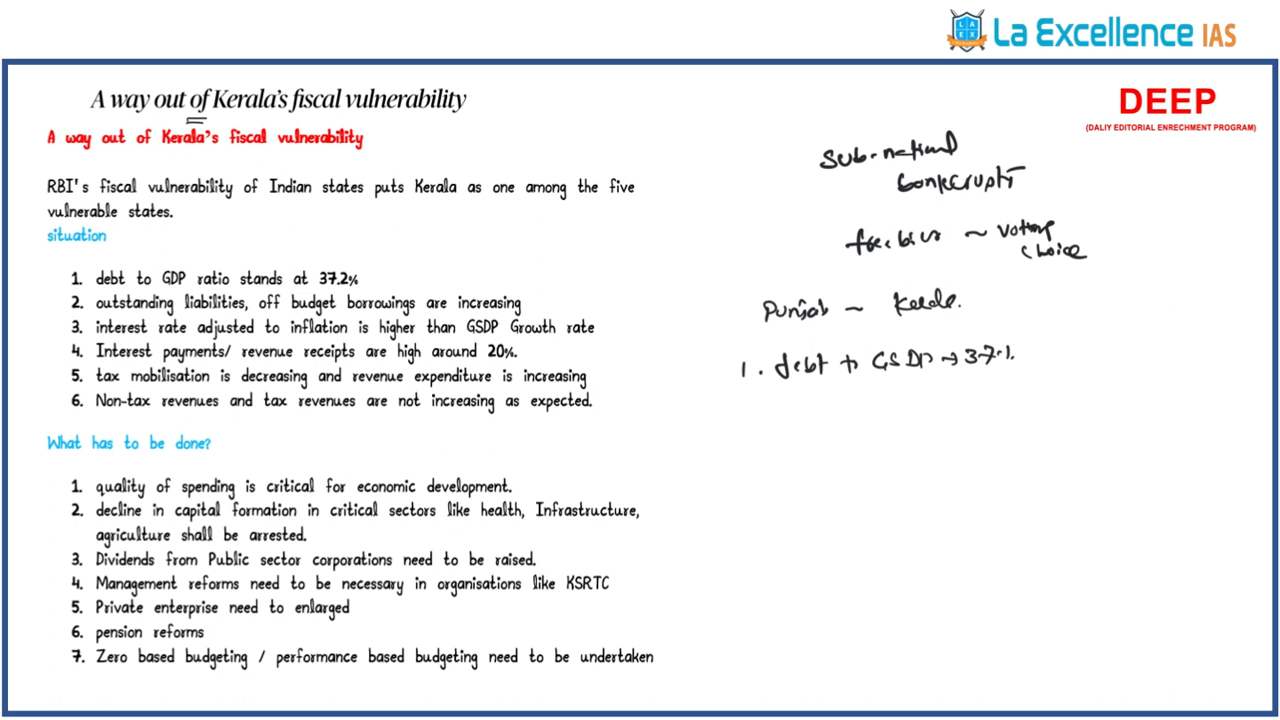 La Excellence IAS
A way out of Kerala's fiscal vulnerability
DEEP
(DALIY EDITORIAL ENRECHMENT PROGRAM)
A way out of Kerala's fiscal vulnerability
RBI's fiscal vulnerability of Indian states puts Kerala as one among the five
vulnerable states.
situation
1. debt to GDP ratio stands at 37.2%
2. outstanding liabilities, off budget borrowings are increasing
3. interest rate adjusted to inflation is higher than GSDP Growth rate
4. Interest payments/ revenue receipts are high around 20%.
5. tax mobilisation is decreasing and revenue expenditure is increasing
6. Non-tax revenues and tax revenues are not increasing as expected.
What has to be done?
1. quality of spending is critical for economic development.
2. decline in capital formation in critical sectors like health, Infrastructure,
agriculture shall be arrested.
3. Dividends from Public sector corporations need to be raised.
4. Management reforms need to be necessary in organisations like KSRTC
5. Private enterprise need to enlarged
6. pension reforms
7. Zero based budgeting / performance based budgeting need to be undertaken
Sub-national
~ voting
choice
Punjab ~ Kerala.
1. debt to GSDP → 37.1.